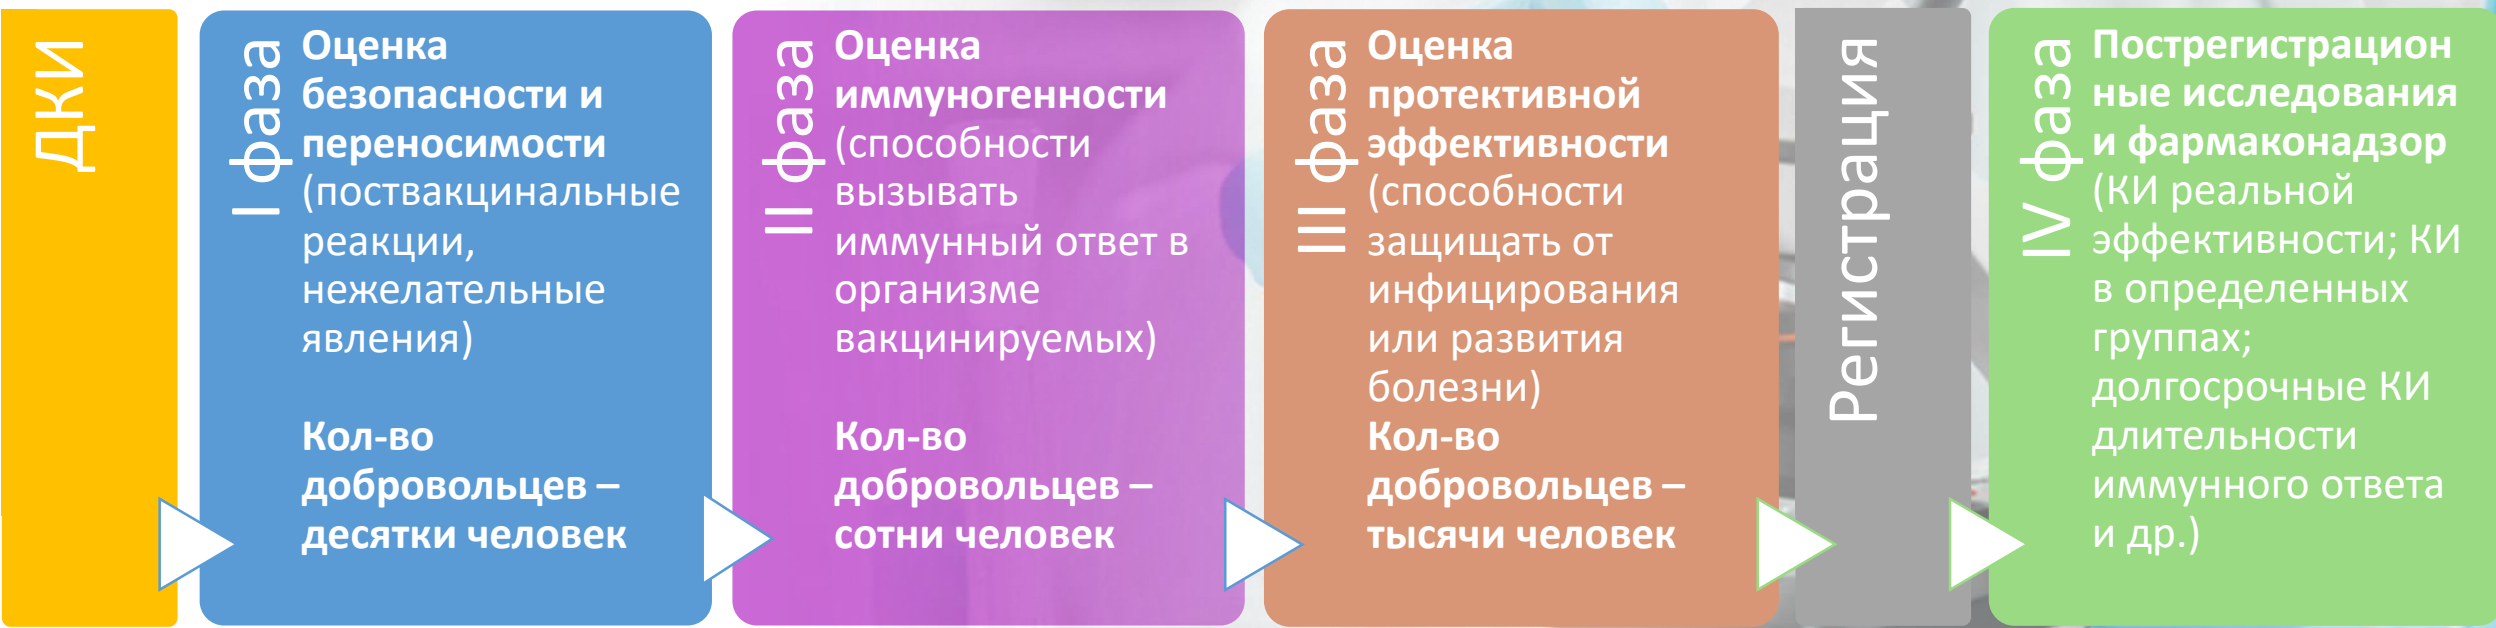 ДКИ
I фаза
Оценка
безопасности и
переносимости
(поствакцинальные
реакции,
нежелательные
явления)
Кол-во
добровольцев –
десятки человек
II фаза
Оценка
иммуногенности
(способности
вызывать
иммунный ответ в
организме
вакцинируемых)
Кол-во
добровольцев –
сотни человек
III фаза
Оценка
протективной
эффективности
(способности
защищать от
инфицирования
или развития
болезни)
Кол-во
добровольцев –
тысячи человек
Регистрация
IV фаза
Пострегистрацион
ные исследования
и фармаконадзор
(КИ реальной
эффективности; КИ
в определенных
группах;
долгосрочные КИ
длительности
иммунного ответа
и др.)